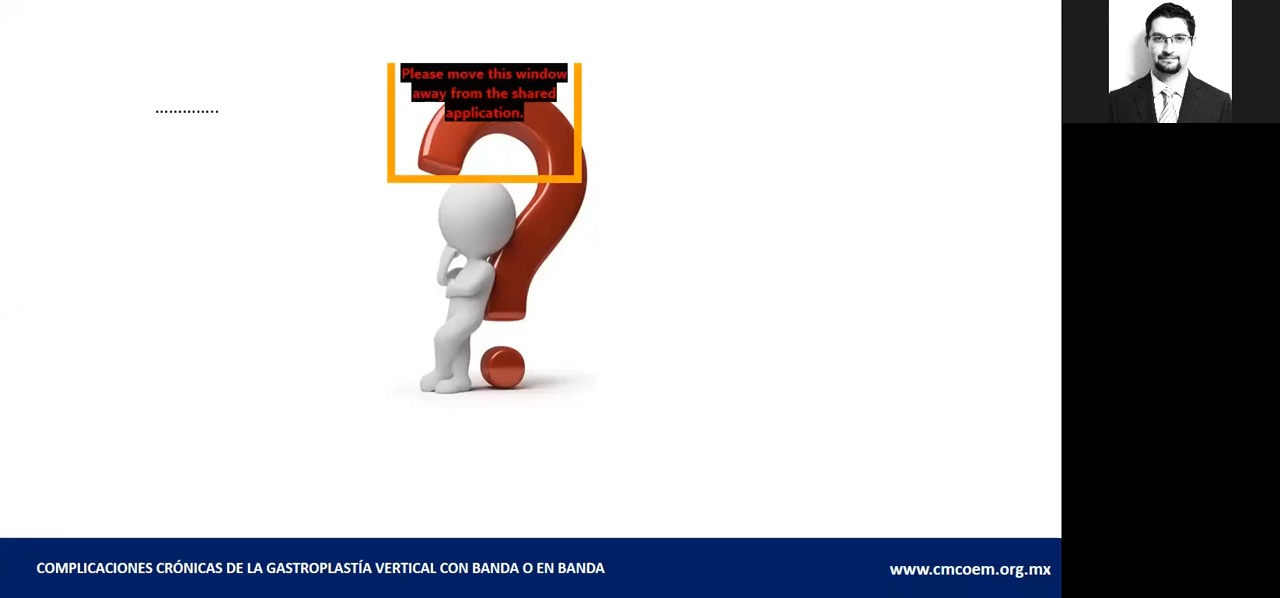 Please move this window
away from the shared
application.
..............
COMPLICACIONES CRÓNICAS DE LA GASTROPLASTÍA VERTICAL CON BANDA O EN BANDA
www.cmcoem.org.mx